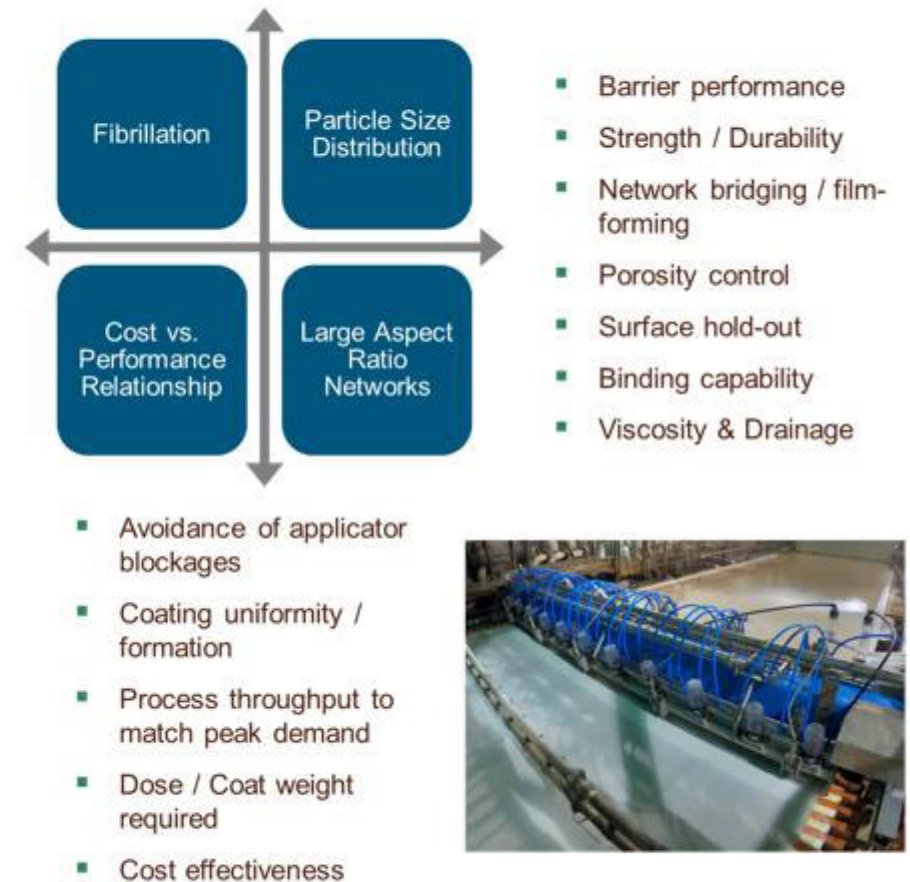 Fibrillation
Particle Size
Distribution
Cost vs.
Performance
Relationship
Large Aspect
Ratio
Networks
▪ Barrier performance
▪ Strength / Durability
▪ Network bridging / film-
forming
▪ Porosity control
▪ Surface hold-out
▪ Binding capability
▪ Viscosity & Drainage
▪ Avoidance of applicator
blockages
▪ Coating uniformity /
formation
▪ Process throughput to
match peak demand
▪ Dose / Coat weight
required
▪ Cost effectiveness